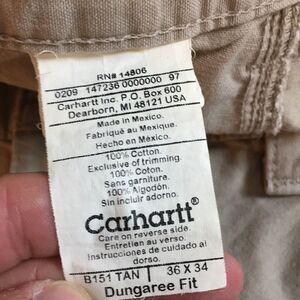 RN# 14806
0209 147236 0000000 97
Carhartt Inc. P.O. Box 600
Dearborn, MI 48121 USA
Made in Mexico.
Fabriqué au Mexique.
Hecho en México.
100% Cotton.
Exclusive of trimming.
100% Coton.
Sans garniture.
100% Algodón.
Sin incluir adorno.
Carhartt®
Care on reverse side.
Entretien au verso.
Instrucciones de cuidado al
dorso.
B151 TAN 36 X 34
Dungaree Fit